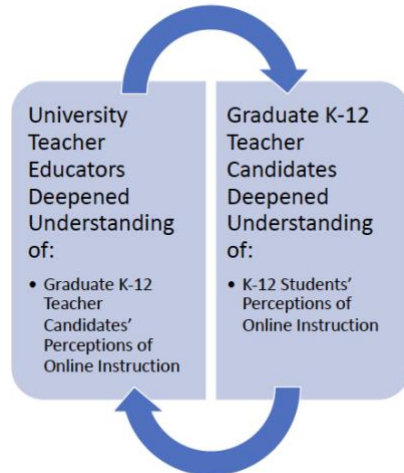 University
Teacher
Educators
Deepened
Understanding
of:
• Graduate K-12
Teacher
Candidates'
Perceptions of
Online Instruction
Graduate K-12
Teacher
Candidates
Deepened
Understanding
of:
• K-12 Students'
Perceptions of
Online Instruction